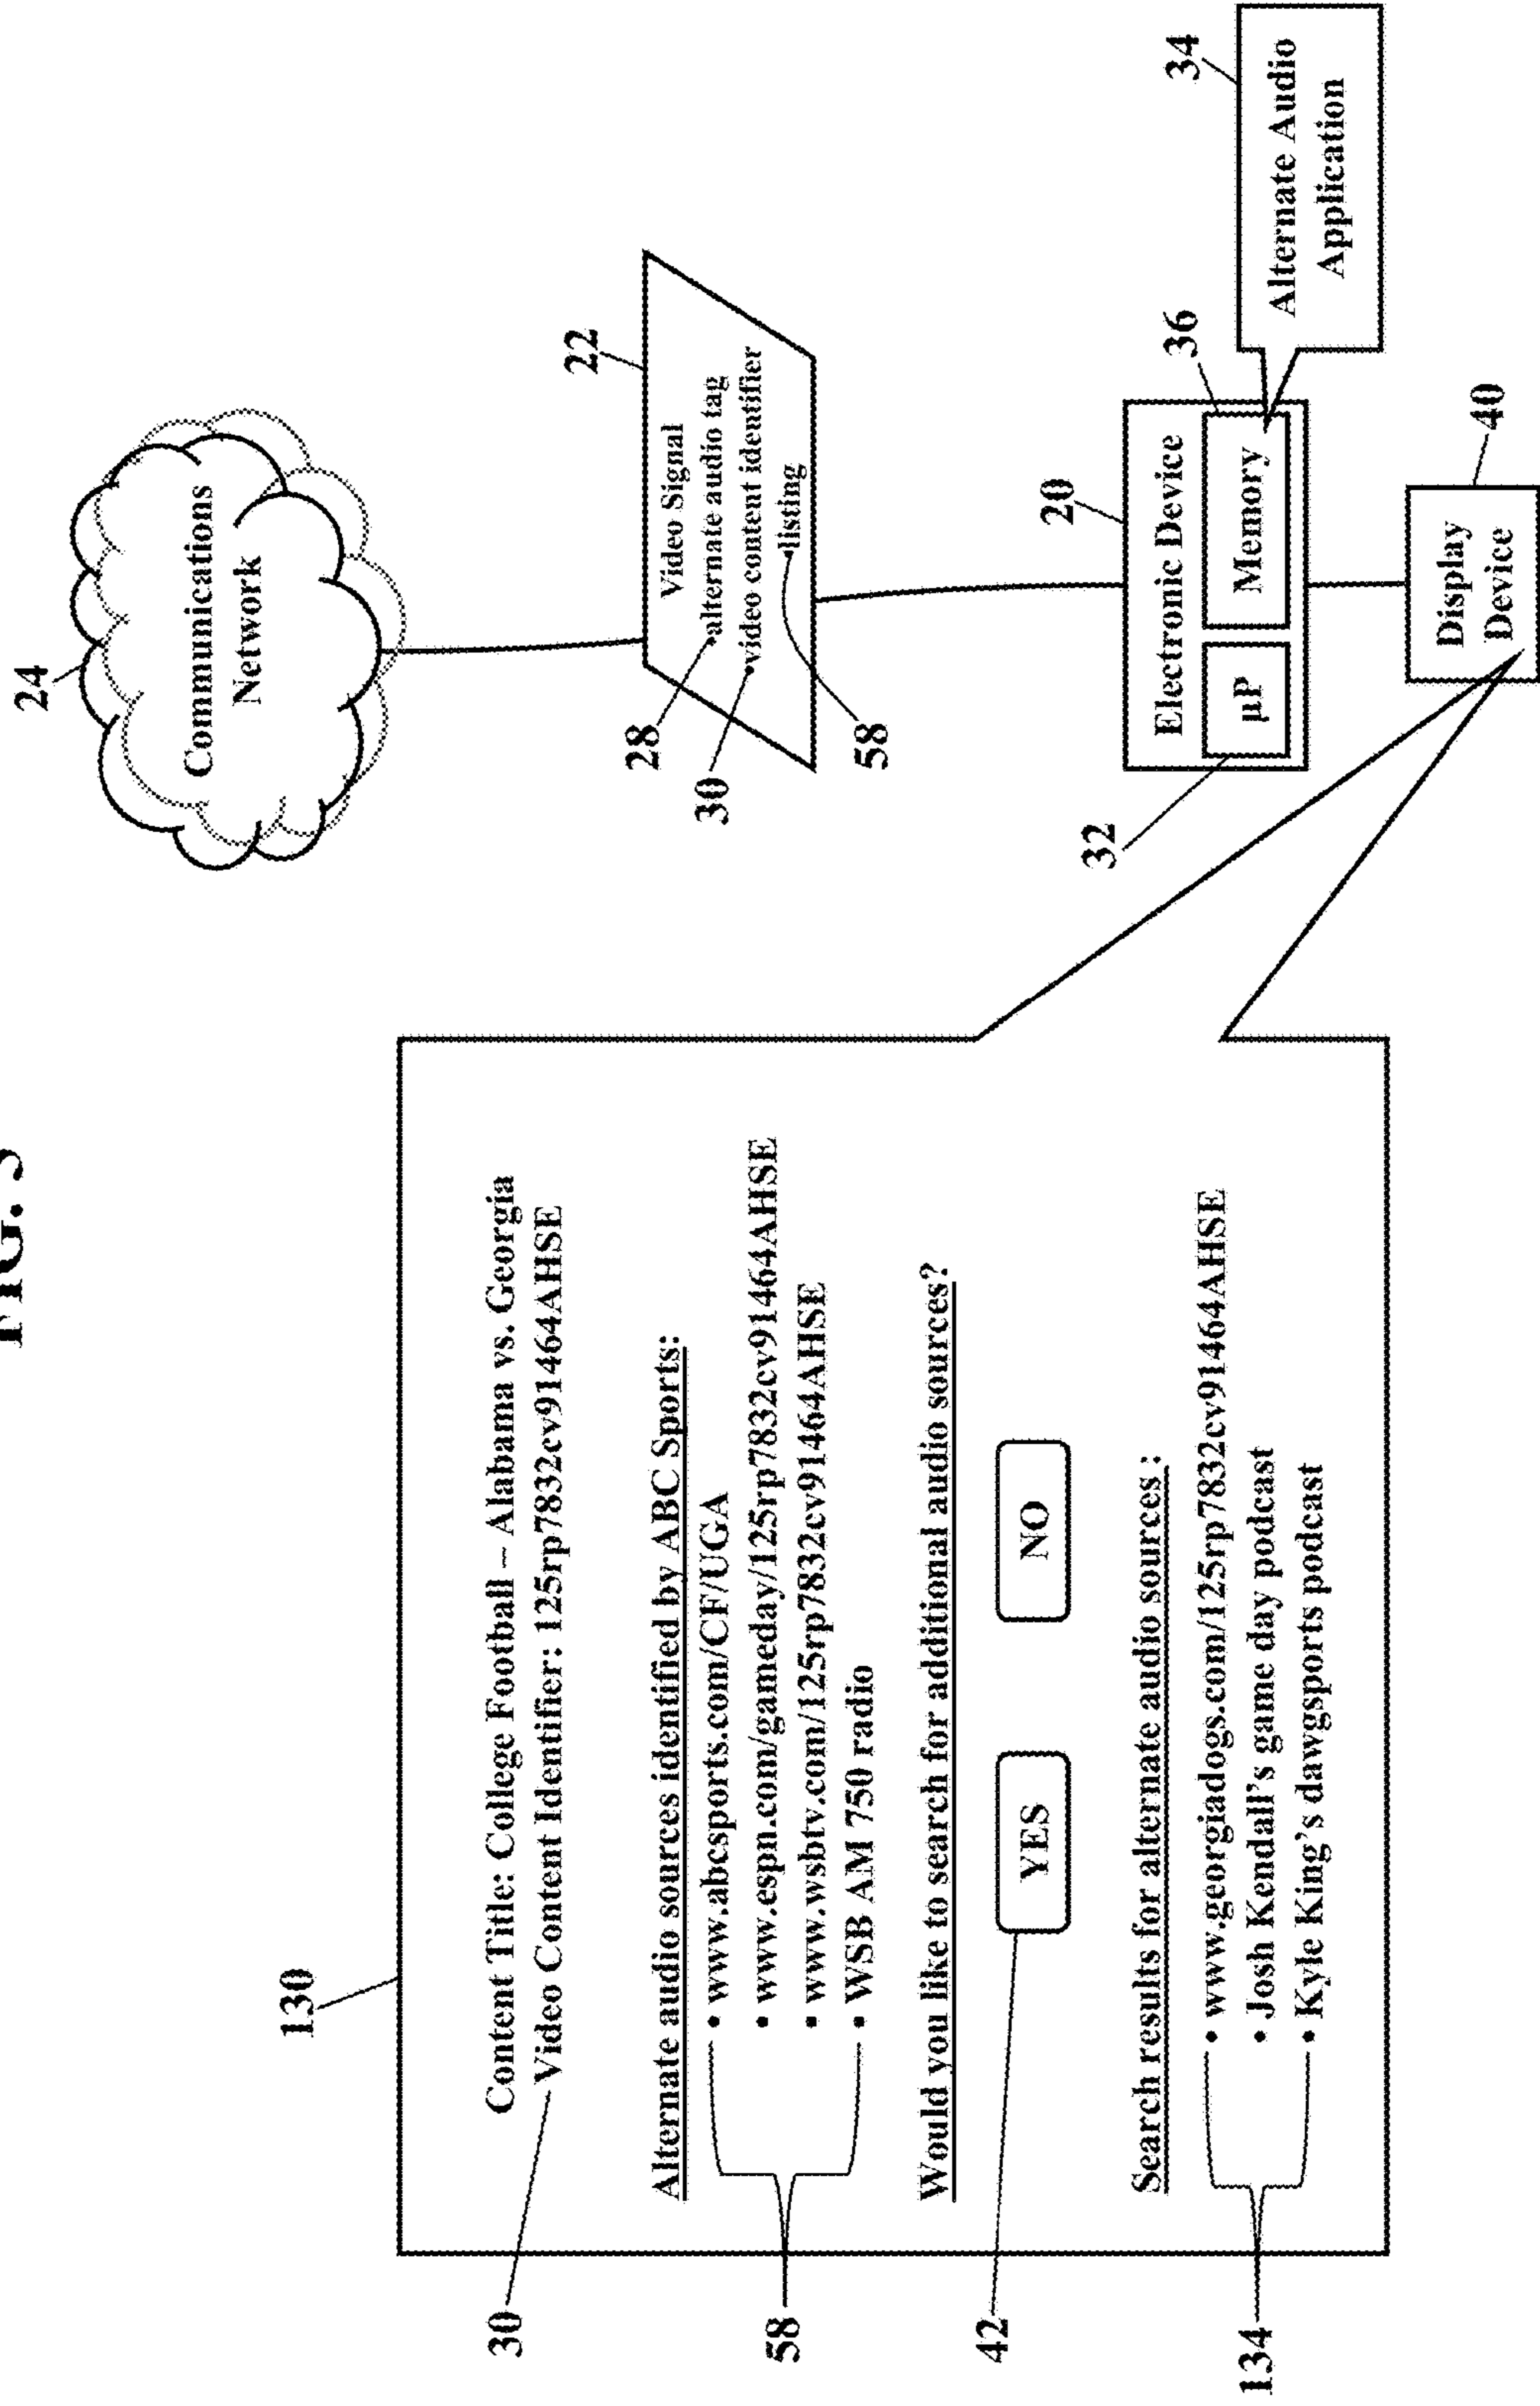 FIG.
24
Communications
Network
130
Content Title: College Football – Alabama vs. Georgia
30
Video Content Identifier: 125rp7832cv91464AHSE
Alternate audio sources identified by ABC Sports:
• www.abcsports.com/CF/UGA
• www.espn.com/gameday/125rp7832cv91464AHSE
• www.wsbtv.com/125rp7832cv91464AHSE
• WSB AM 750 radio
58
Would you like to search for additional audio sources?
42
YES
NO
Search results for alternate audio sources :
• www.georgiadogs.com/125rp7832cv91464AHSE
• Josh Kendall's game day podcast
• Kyle King's dawgsports podcast
134
22
Video Signal
28
•alternate audio tag
30
•video content identifier
•listing
58
20
Electronic Device
32
µP
36
Memory
34
Alternate Audio
Application
40
Display
Device